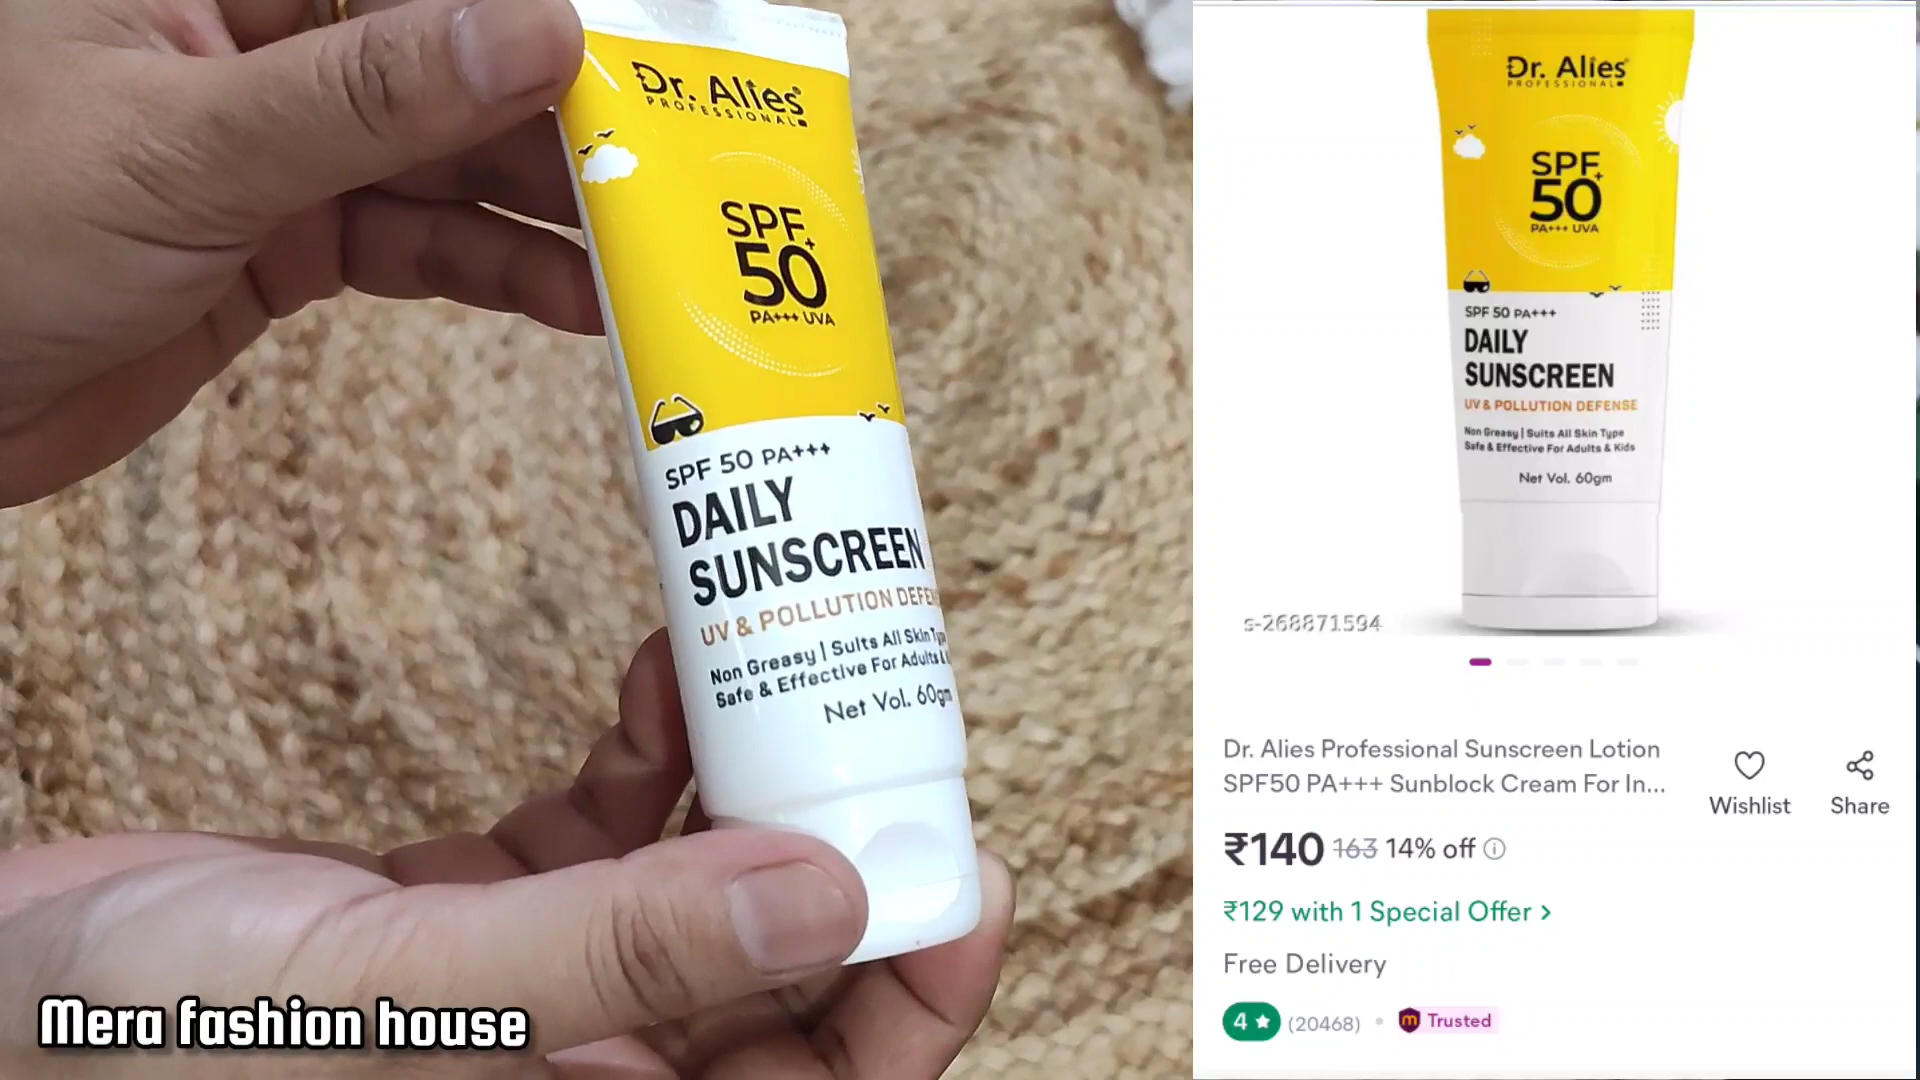 Dr. Alies
PROFESSIONAL
SPF+
50
PA+++ UVA
SPF 50 PA+++
DAILY
SUNSCREEN
UV & POLLUTION DEFEN
Non Greasy | Suits All Skin Type
Safe & Effective For Adults &
Net Vol. 60gm
Mera fashion house
Dr. Alies
PROFESSIONAL
SPF+
50
PA+++ UVA
SPF 50 PA+++
DAILY
SUNSCREEN
UV & POLLUTION DEFENSE
Non Greasy | Suits All Skin Type
Safe & Effective For Adults & Kids
Net Vol. 60gm
s-268871594
Dr. Alies Professional Sunscreen Lotion
SPF50 PA+++ Sunblock Cream For In...
Wishlist
Share
₹140 163 14% off
₹129 with 1 Special Offer >
Free Delivery
4 ★ (20468) • m Trusted